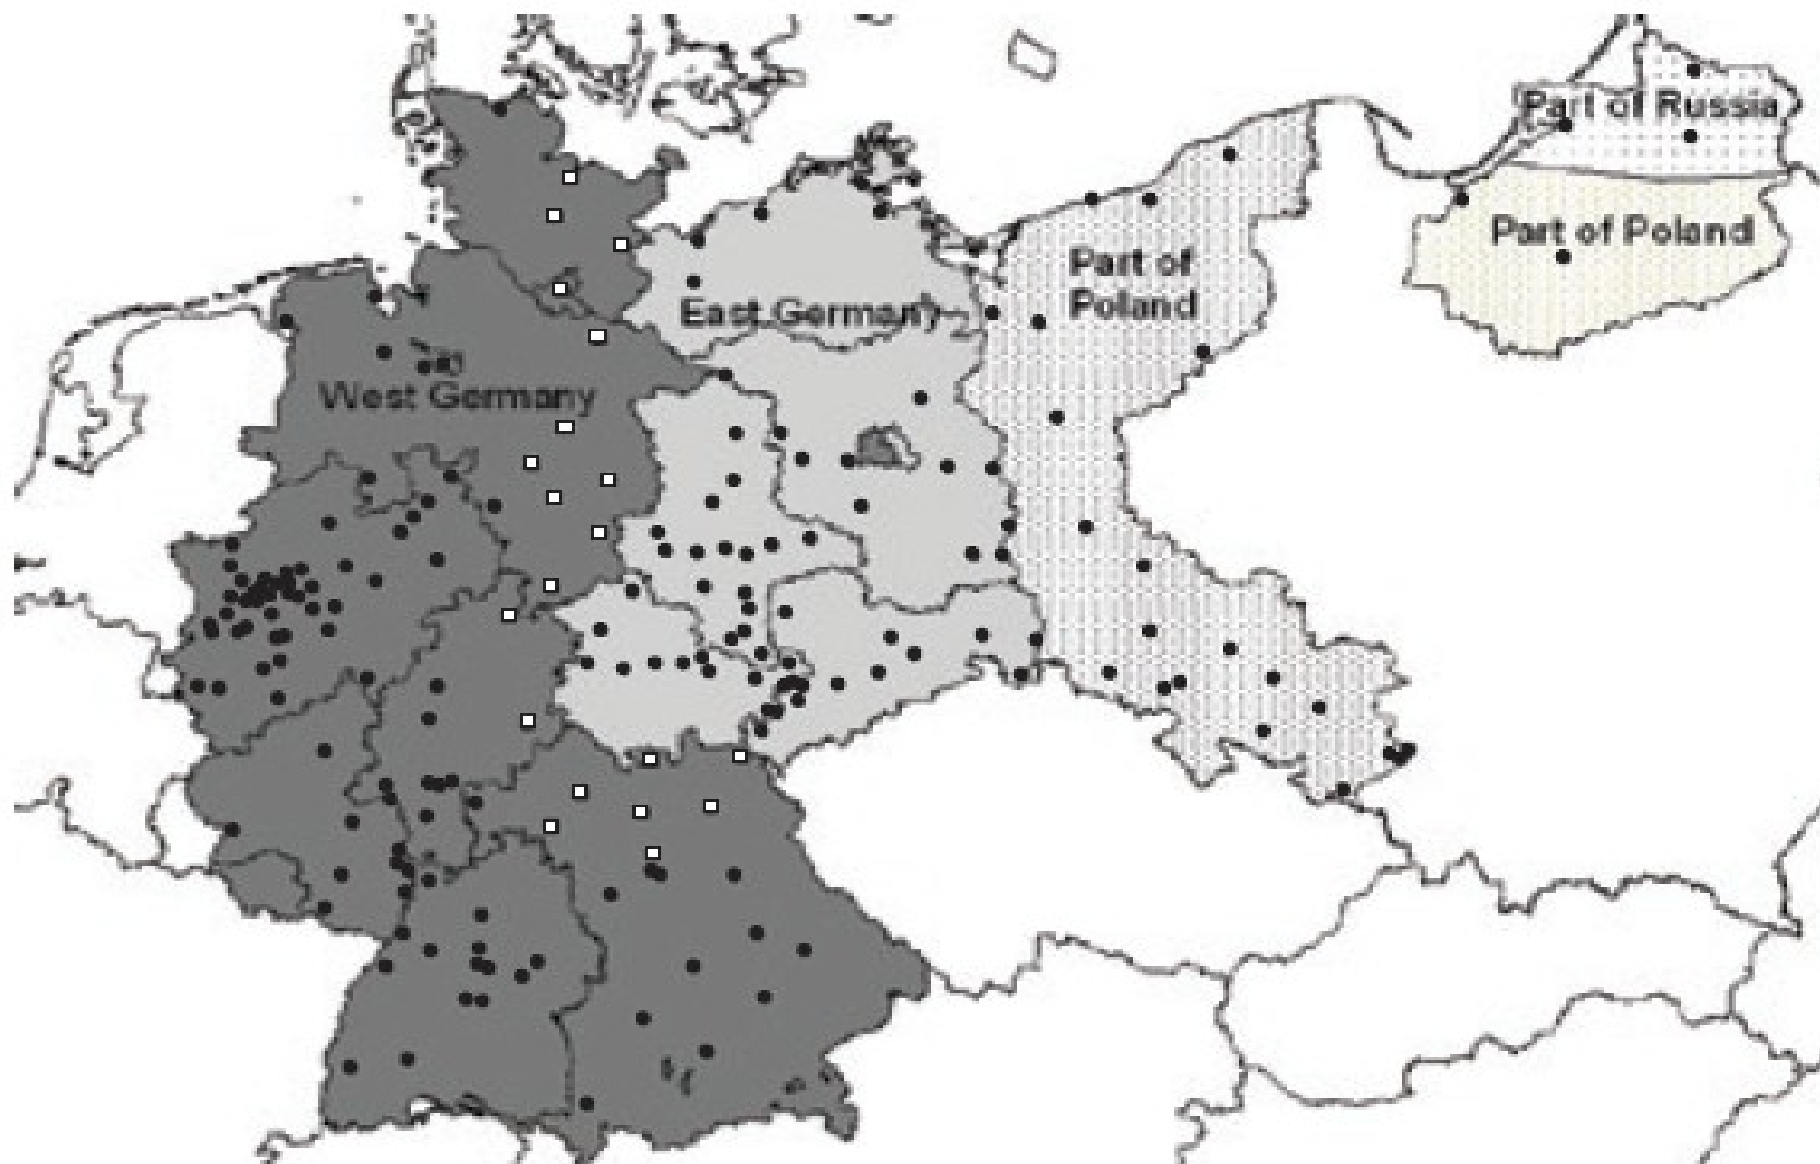 Part of Russia
Part of Poland
Part of
Poland
East Germany
West Germany